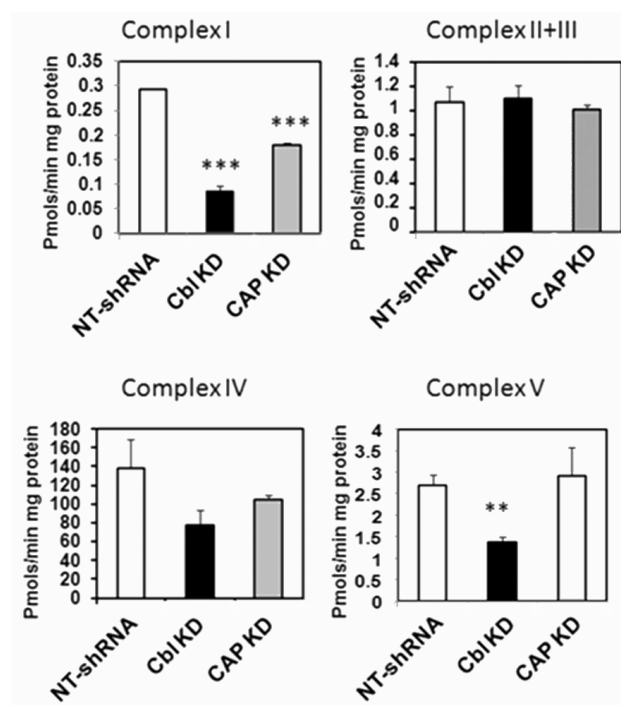 Complex I
Pmols/min mg protein
0.35
0.3
0.25
0.2
0.15
0.1
0.05
0
***
***
NT-shRNA
Cbl KD
CAP KD
Complex II+III
Pmols/min mg protein
1.4
1.2
1
0.8
0.6
0.4
0.2
0
NT-shRNA
Cbl KD
CAP KD
Complex IV
Pmols/min mg protein
180
160
140
120
100
80
60
40
20
0
NT-shRNA
Cbl KD
CAP KD
Complex V
Pmols/min mg protein
4
3.5
3
2.5
2
1.5
1
0.5
0
**
NT-shRNA
Cbl KD
CAP KD